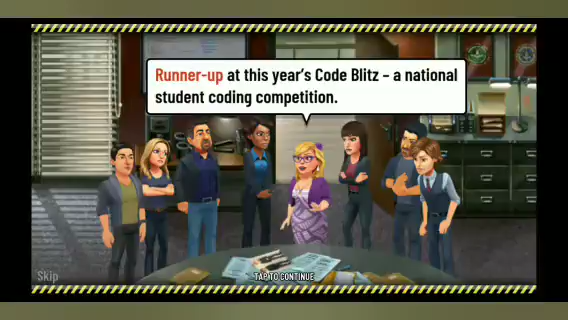 Runner-up at this year's Code Blitz – a national
student coding competition.
Skip
TAP TO CONTINUE